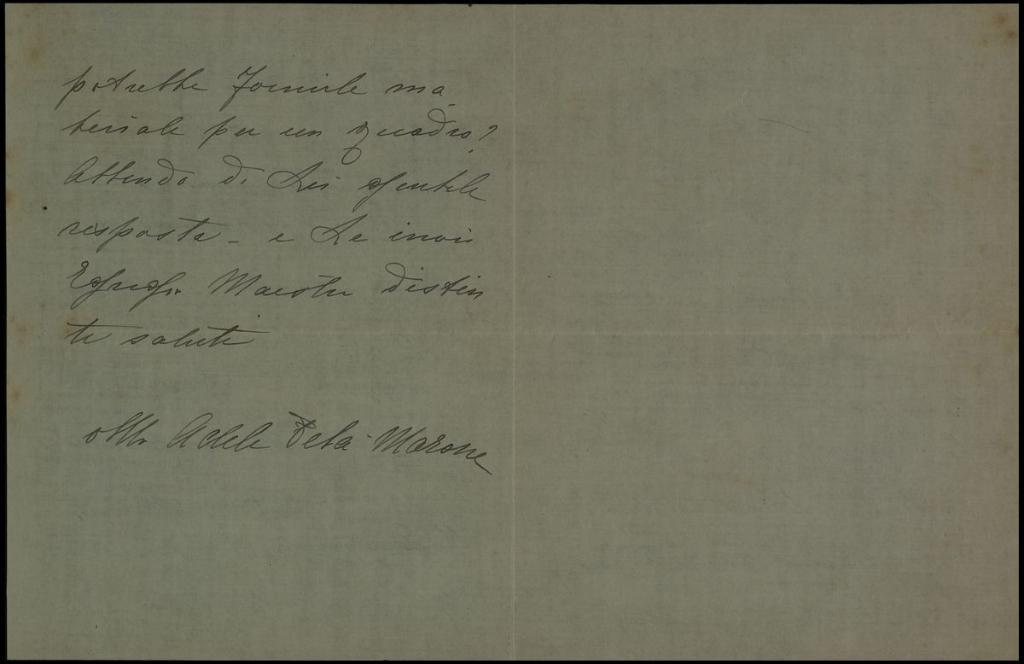 potrebbe fornirle ma
teriale per un quadro?
Attendo di Lei gentile
risposta - e Le invio
Egregio Maestro distin
ti saluti
Adele Felà-Marone